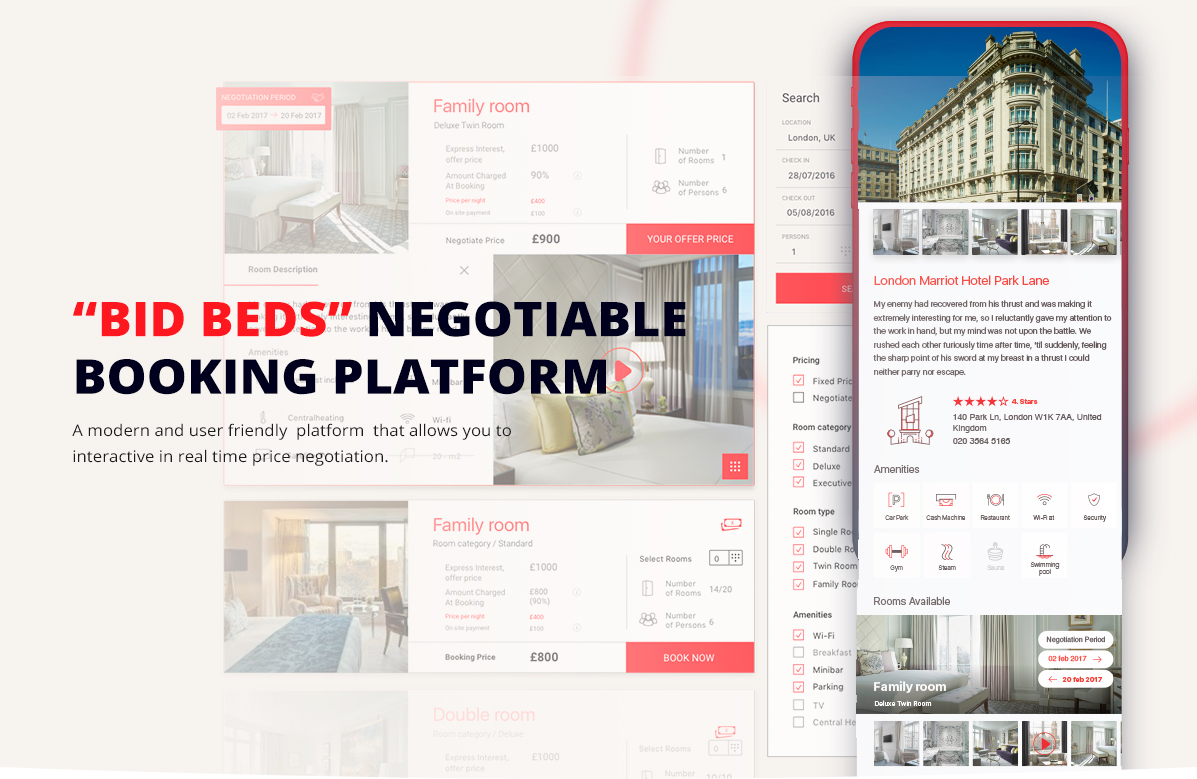 NEGOTIATION PERIOD
02 Feb 2017 → 20 Feb 2017
Family room
Deluxe Twin Room
Express Interest,
offer price
£1000
Amount Charged
At Booking
90%
Price per night
£400
On site payment
£100
Number
of Rooms 1
Number
of Persons 6
Negotiate Price
£900
YOUR OFFER PRICE
Room Description
Amenities
Minibar
Centralheating
Wi-fi
20 - m2
“BID BEDS” NEGOTIABLE
BOOKING PLATFORM
A modern and user friendly platform that allows you to
interactive in real time price negotiation.
Family room
Room category / Standard
Express Interest,
offer price
£1000
Amount Charged
At Booking
£800
(90%)
Price per night
£400
On site payment
£100
Select Rooms 0
Number
of Rooms 14/20
Number
of Persons 6
Booking Price
£800
BOOK NOW
Double room
Room category / Deluxe
Express Interest,
offer price
£1000
Select Rooms 0
Number
10/10
Search
LOCATION
London, UK
CHECK IN
28/07/2016
CHECK OUT
05/08/2016
PERSONS
1
SE
Pricing
Fixed Pric
Negotiate
Room category
Standard
Deluxe
Executive
Room type
Single Ro
Double Ro
Twin Room
Family Roo
Amenities
Wi-Fi
Breakfast
Minibar
Parking
TV
Central He
London Marriot Hotel Park Lane
My enemy had recovered from his thrust and was making it
extremely interesting for me, so I reluctantly gave my attention to
the work in hand, but my mind was not upon the battle. We
rushed each other furiously time after time, 'til suddenly, feeling
the sharp point of his sword at my breast in a thrust I could
neither parry nor escape.
4. Stars
140 Park Ln, London W1K 7AA, United
Kingdom
020 3564 5165
Amenities
Car Park
Cash Machine
Restaurant
Wi-Fi at
Security
Gym
Steam
Sauna
Swimming
pool
Rooms Available
Negotiation Period
02 feb 2017 →
← 20 feb 2017
Family room
Deluxe Twin Room